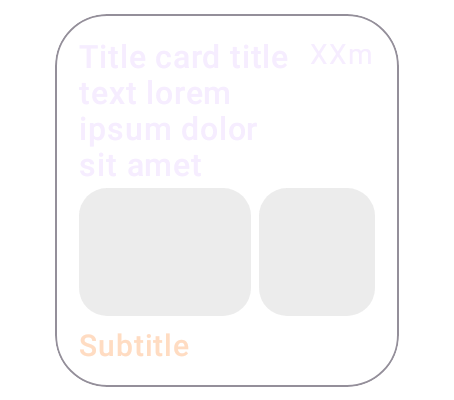 Title card title XXm
text lorem
ipsum dolor
sit amet
Subtitle